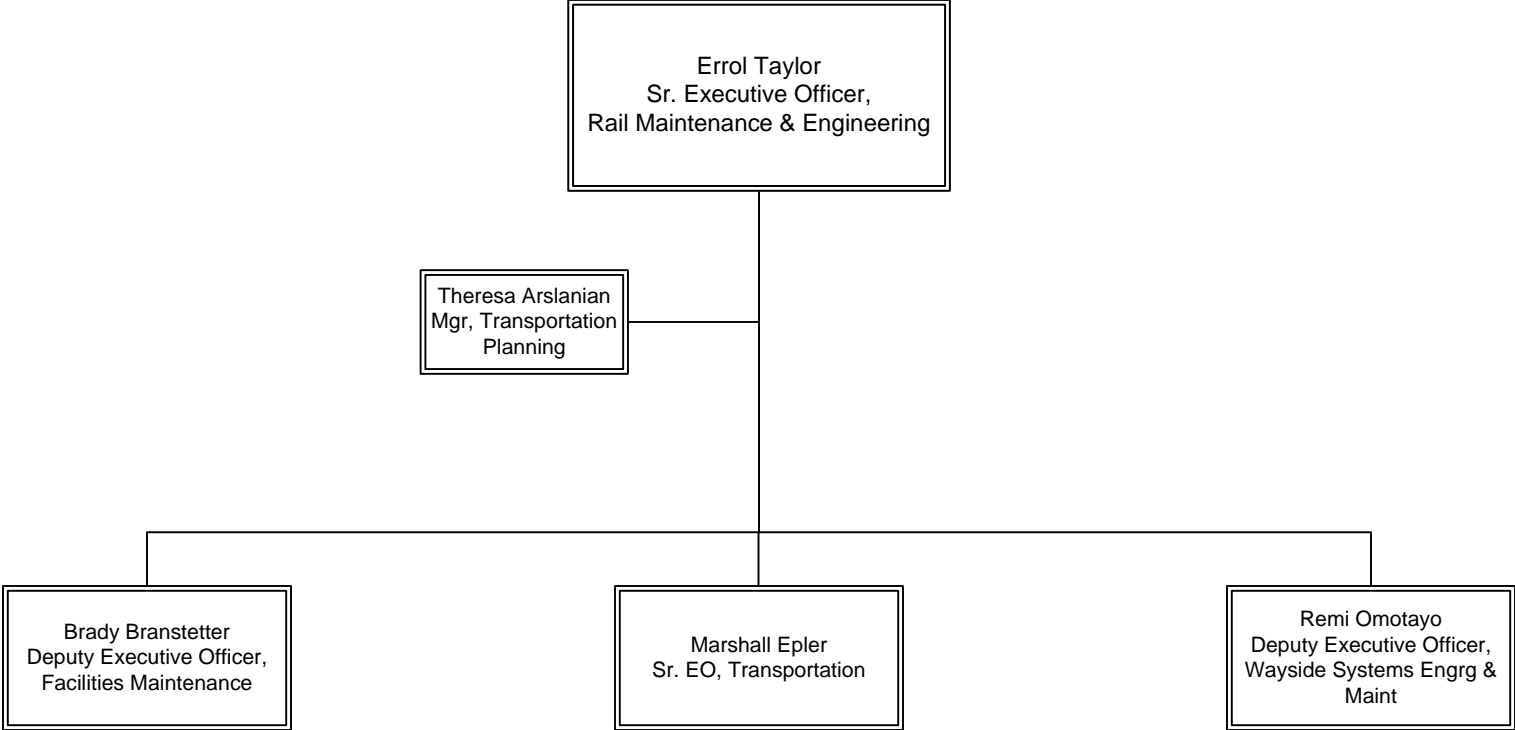 Errol Taylor
Sr. Executive Officer,
Rail Maintenance & Engineering
Theresa Arslanian
Mgr, Transportation
Planning
Brady Branstetter
Deputy Executive Officer,
Facilities Maintenance
Marshall Epler
Sr. EO, Transportation
Remi Omotayo
Deputy Executive Officer,
Wayside Systems Engrg &
Maint